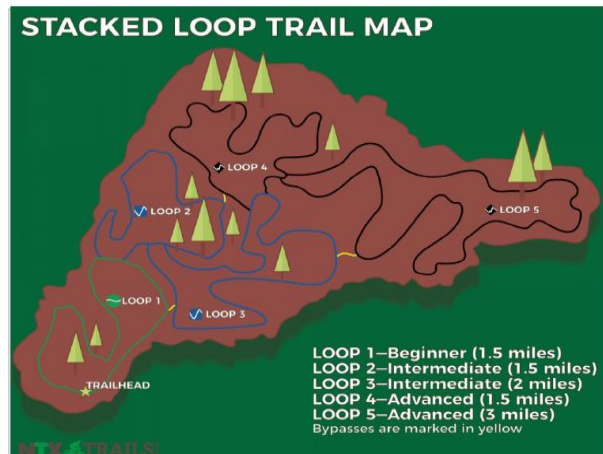 STACKED LOOP TRAIL MAP
LOOP 4
LOOP 2
LOOP 5
LOOP 1
LOOP 3
TRAILHEAD
LOOP 1—Beginner (1.5 miles)
LOOP 2—Intermediate (1.5 miles)
LOOP 3—Intermediate (2 miles)
LOOP 4—Advanced (1.5 miles)
LOOP 5—Advanced (3 miles)
Bypasses are marked in yellow
NTX TRAILS!